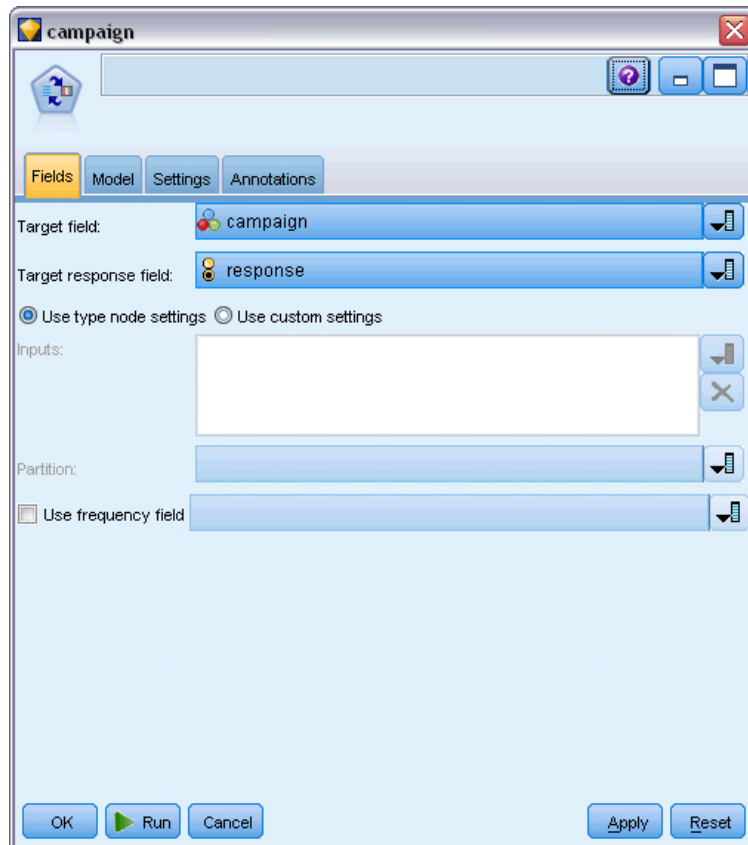 campaign
Fields Model Settings Annotations
Target field: campaign
Target response field: response
Use type node settings Use custom settings
Inputs:
Partition:
Use frequency field
OK Run Cancel Apply Reset